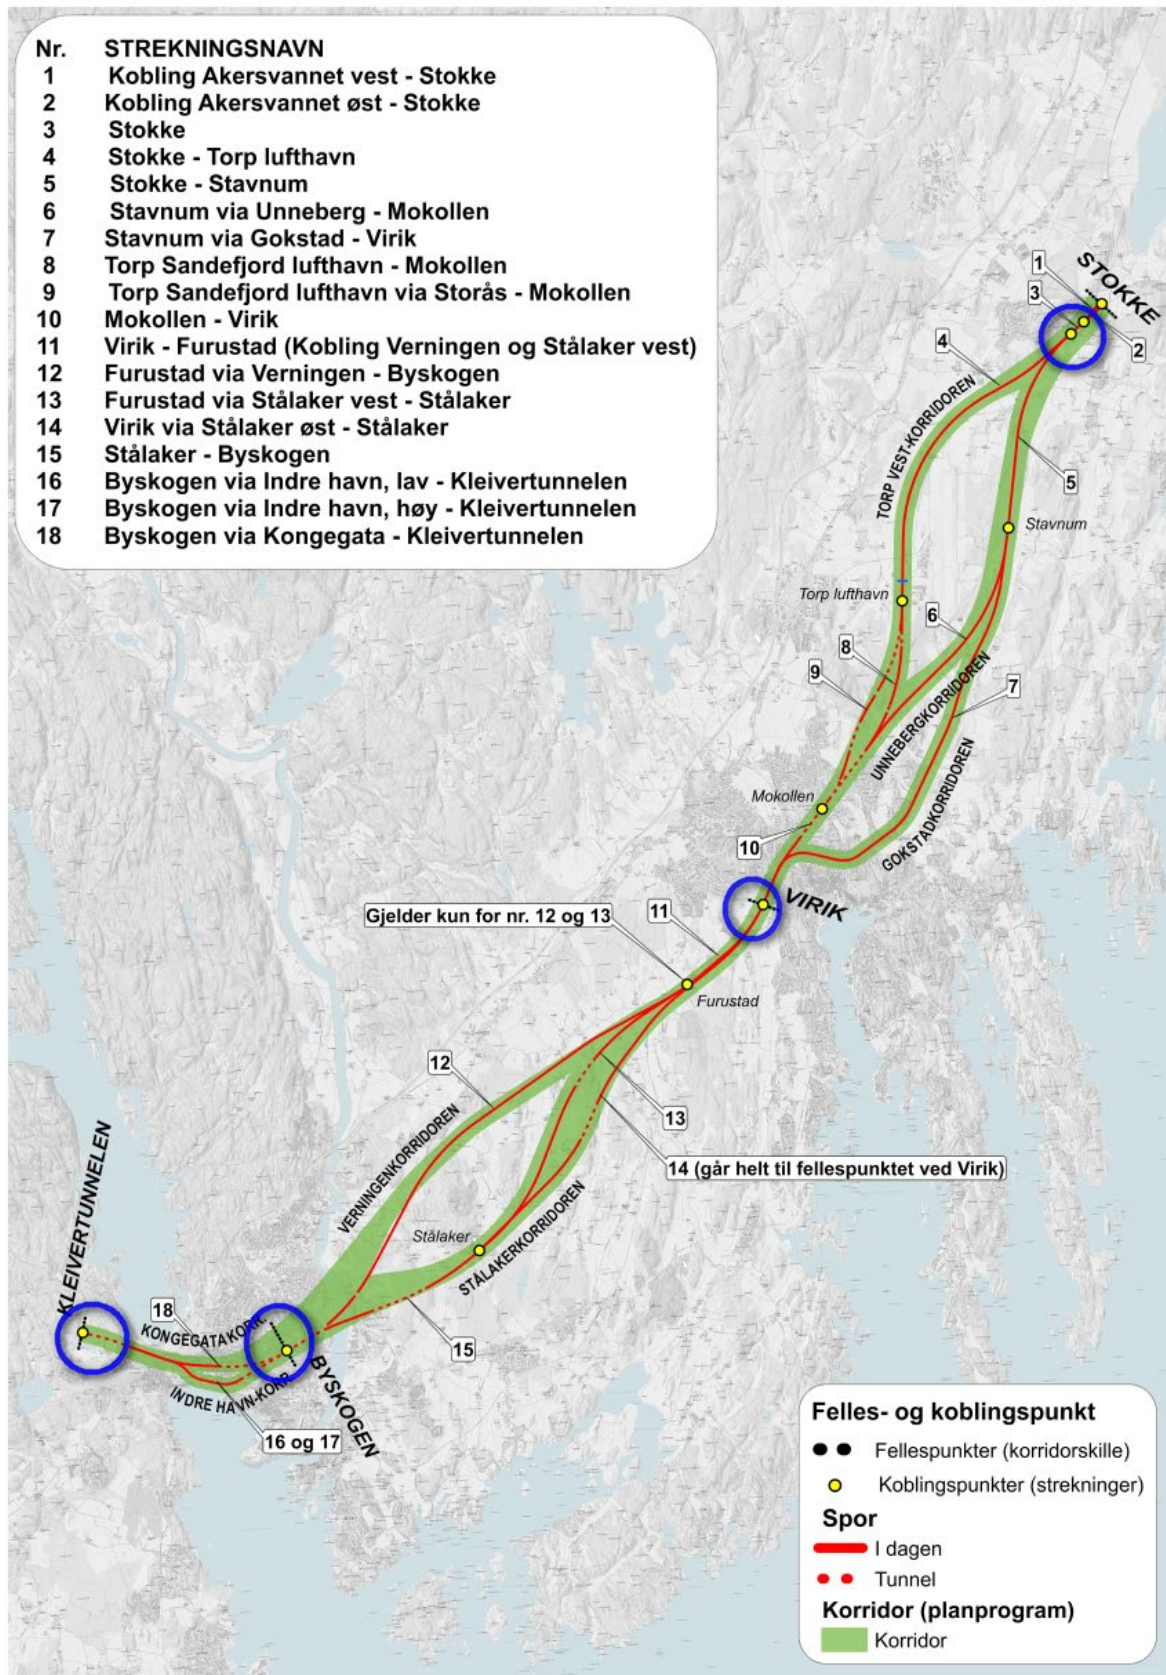 Nr. STREKNINGSNAVN
1 Kobling Akersvannet vest - Stokke
2 Kobling Akersvannet øst - Stokke
3 Stokke
4 Stokke - Torp lufthavn
5 Stokke - Stavnum
6 Stavnum via Unneberg - Mokollen
7 Stavnum via Gokstad - Virik
8 Torp Sandefjord lufthavn - Mokollen
9 Torp Sandefjord lufthavn via Storås - Mokollen
10 Mokollen - Virik
11 Virik - Furustad (Kobling Verningen og Stålaker vest)
12 Furustad via Verningen - Byskogen
13 Furustad via Stålaker vest - Stålaker
14 Virik via Stålaker øst - Stålaker
15 Stålaker - Byskogen
16 Byskogen via Indre havn, lav - Kleivertunnelen
17 Byskogen via Indre havn, høy - Kleivertunnelen
18 Byskogen via Kongegata - Kleivertunnelen
STOKKE
1
3
2
4
TORP VEST-KORRIDOREN
5
Stavnum
Torp lufthavn
6
8
9
7
UNNEBERGKORRIDOREN
Mokollen
10
GOKSTADKORRIDOREN
VIRIK
Gjelder kun for nr. 12 og 13
11
Furustad
12
13
14 (går helt til fellespunktet ved Virik)
VERNINGENKORRIDOREN
Stålaker
STÅLAKERKORRIDOREN
KLEIVERTUNNELEN
18
KONGEGATAKORR.
15
INDRE HAVN-KORR.
BYSKOGEN
16 og 17
Felles- og koblingspunkt
Fellespunkter (korridorskille)
Koblingspunkter (strekninger)
Spor
I dagen
Tunnel
Korridor (planprogram)
Korridor